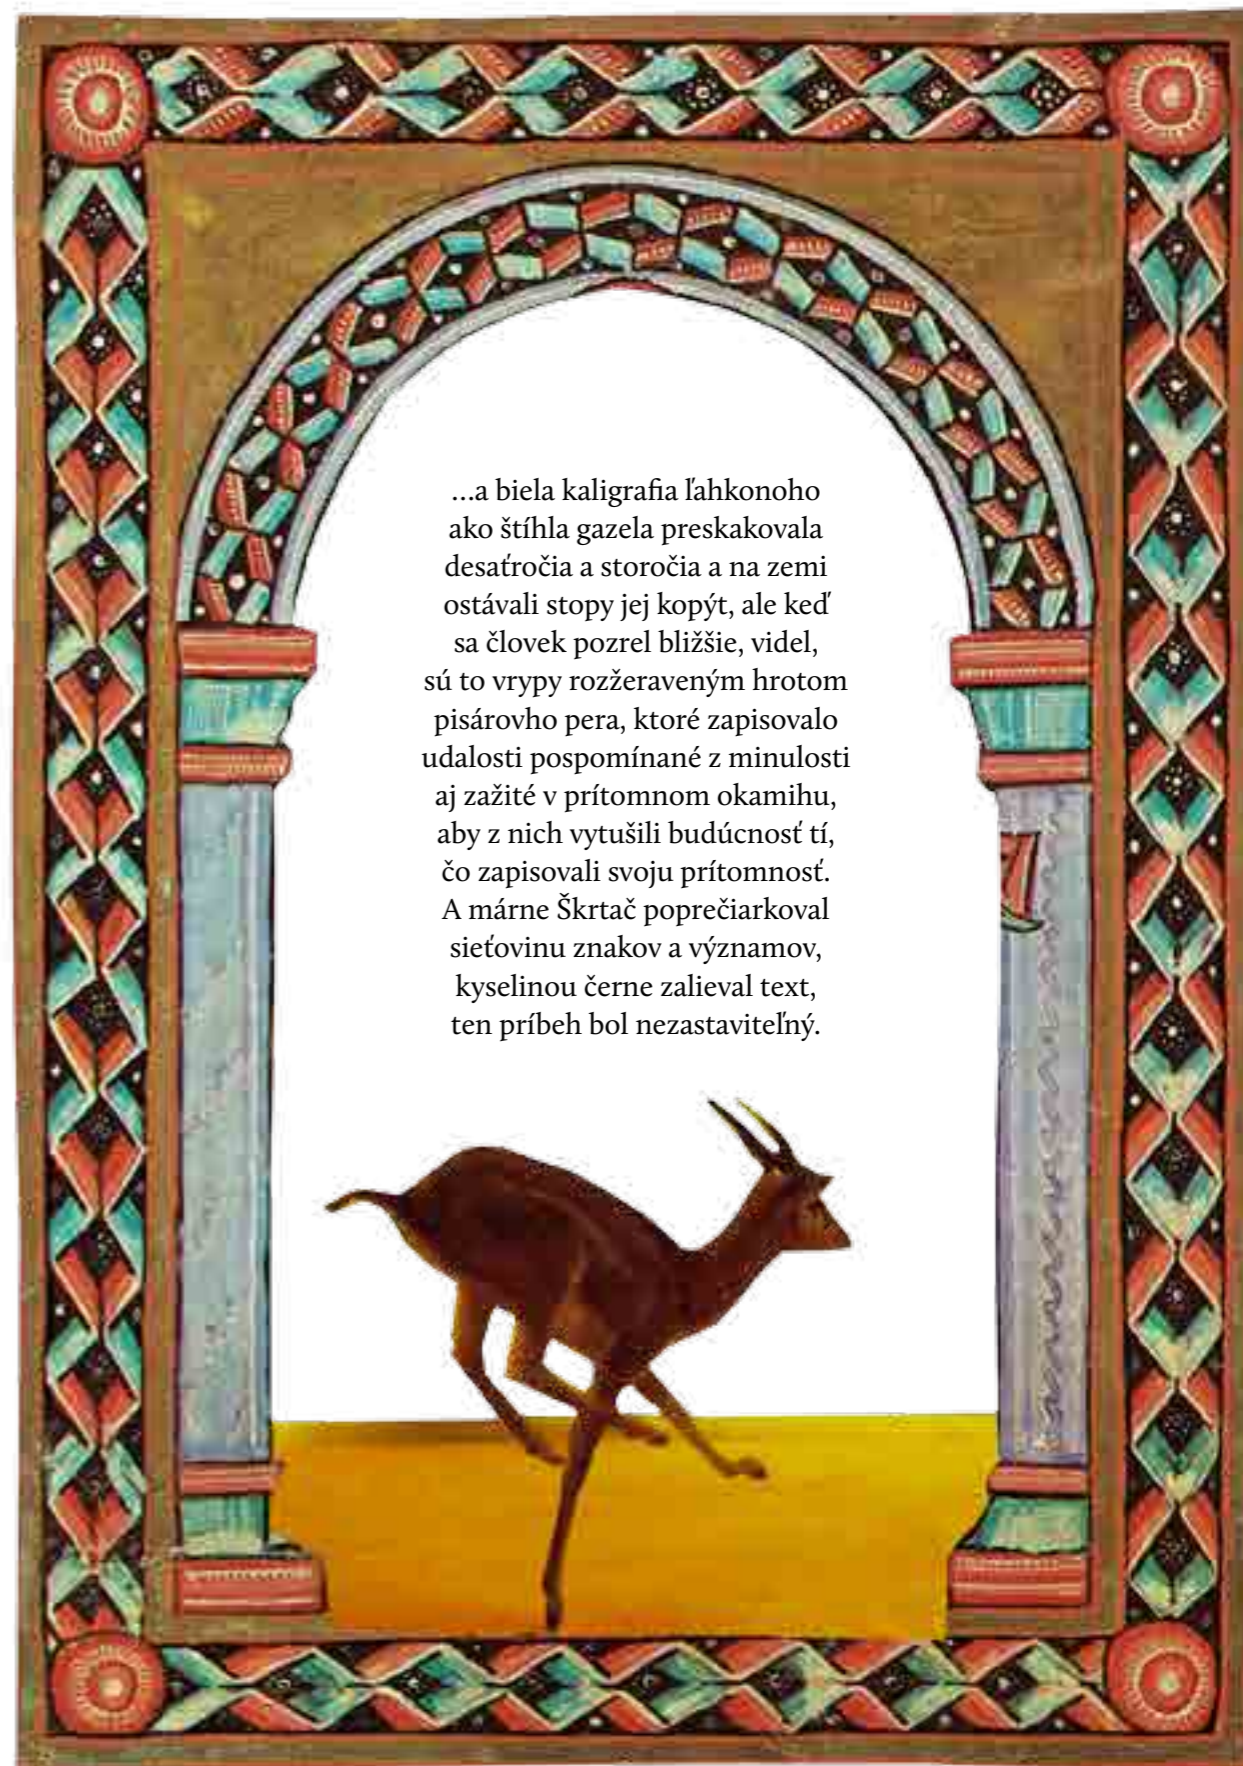 ...a biela kaligrafia ľahkonoho
ako štíhla gazela preskakovala
desaťročia a storočia a na zemi
ostávali stopy jej kopýt, ale keď
sa človek pozrel bližšie, videl,
sú to vrypy rozžeraveným hrotom
pisárovho pera, ktoré zapisovalo
udalosti pospomínané z minulosti
aj zažité v prítomnom okamihu,
aby z nich vytušili budúcnosť tí,
čo zapisovali svoju prítomnosť.
A márne Škrtač poprečiarkoval
sieťovinu znakov a významov,
kyselinou černe zalieval text,
ten príbeh bol nezastaviteľný.